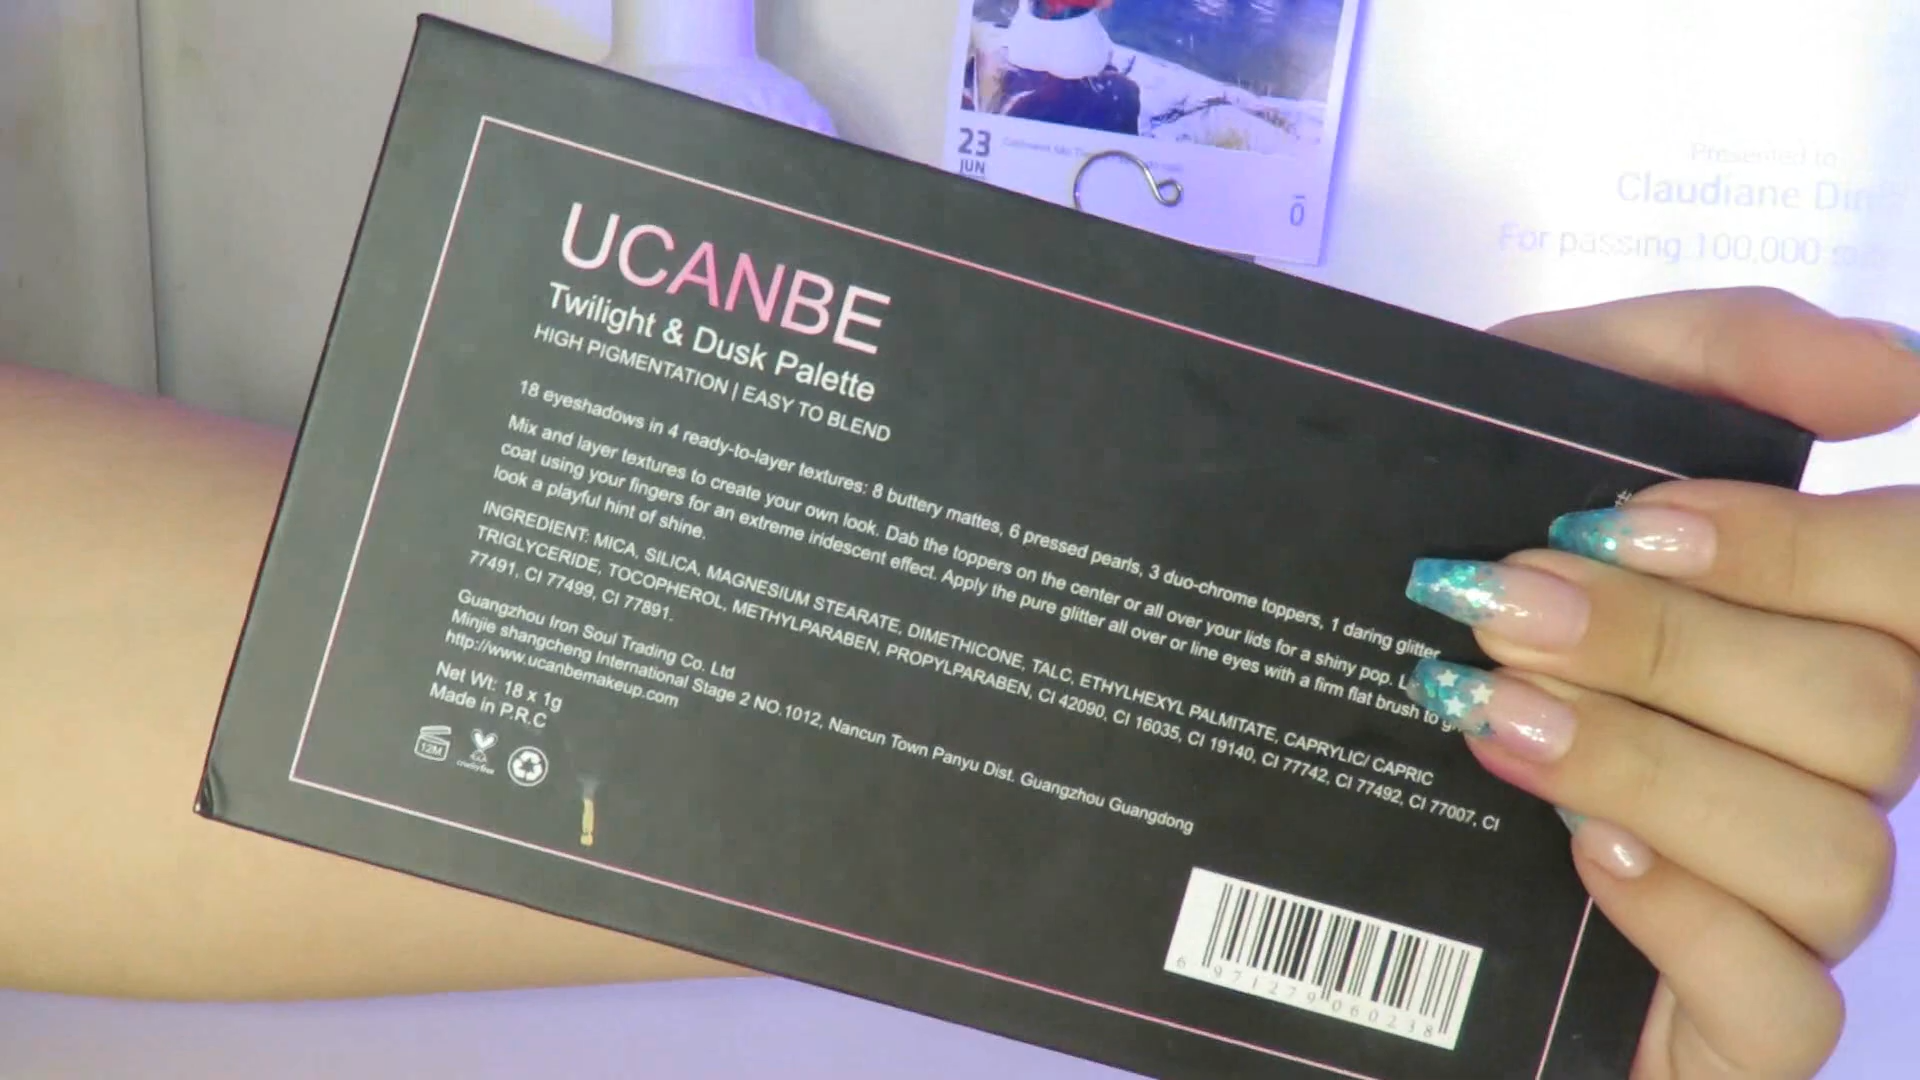 23
JUN
0
Presented to
Claudiane
For passing 100.000
UCANBE
Twilight & Dusk Palette
HIGH PIGMENTATION | EASY TO BLEND
18 eyeshadows in 4 ready-to-layer textures: 8 buttery mattes, 6 pressed pearls, 3 duo-chrome toppers, 1 daring glitter
Mix and layer textures to create your own look. Dab the toppers on the center or all over your lids for a shiny pop. L
coat using your fingers for an extreme iridescent effect. Apply the pure glitter all over or line eyes with a firm flat brush to g
look a playful hint of shine.
INGREDIENT: MICA, SILICA, MAGNESIUM STEARATE, DIMETHICONE, TALC, ETHYLHEXYL PALMITATE, CAPRYLIC/ CAPRIC
TRIGLYCERIDE, TOCOPHEROL, METHYLPARABEN, PROPYLPARABEN, CI 42090, CI 16035, CI 19140, CI 77742, CI 77492, CI 77007, CI
77491, CI 77499, CI 77891.
Guangzhou Iron Soul Trading Co. Ltd
Minjie shangcheng International Stage 2 NO.1012, Nancun Town Panyu Dist. Guangzhou Guangdong
http://www.ucanbemakeup.com
Net Wt: 18 x 1g
Made in P.R.C
12M
cruelty free
6 971279 060238